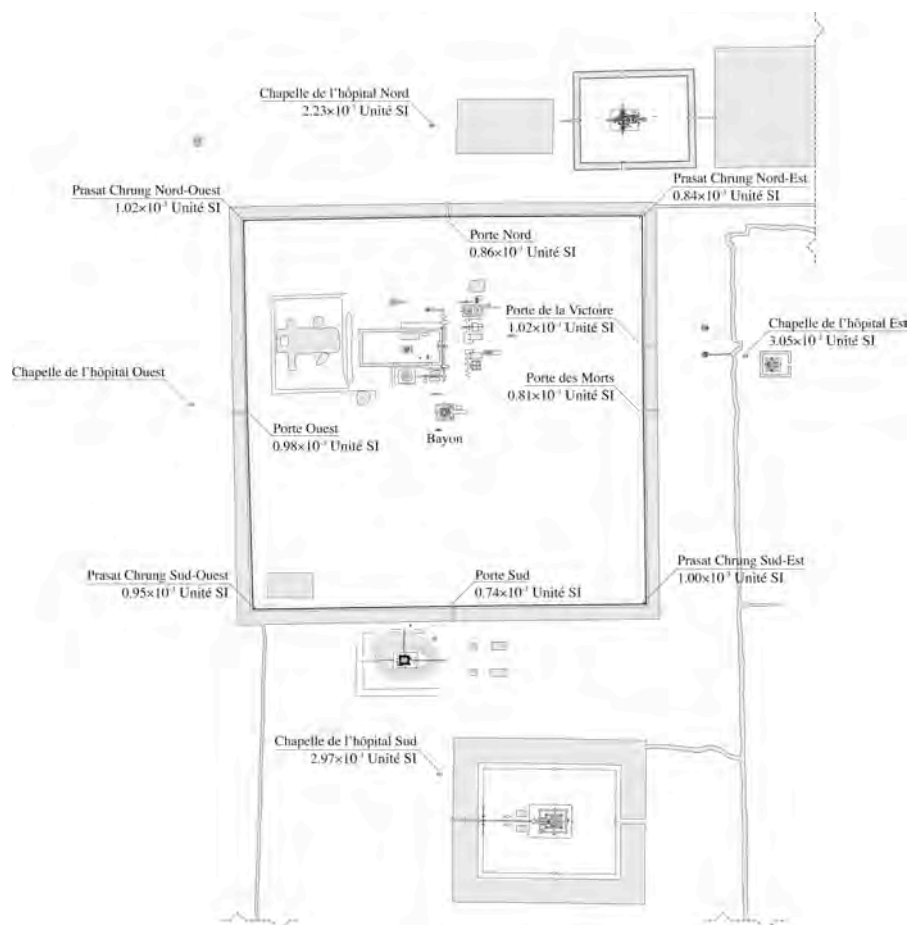 Chapelle de l'hôpital Nord
2.23×10⁻³ Unité SI
Prasat Chrung Nord-Ouest
1.02×10⁻³ Unité SI
Prasat Chrung Nord-Est
0.84×10⁻³ Unité SI
Porte Nord
0.86×10⁻³ Unité SI
Porte de la Victoire
1.02×10⁻³ Unité SI
Chapelle de l'hôpital Est
3.05×10⁻³ Unité SI
Chapelle de l'hôpital Ouest
Porte des Morts
0.81×10⁻³ Unité SI
Porte Ouest
0.98×10⁻³ Unité SI
Bayon
Prasat Chrung Sud-Ouest
0.95×10⁻³ Unité SI
Porte Sud
0.74×10⁻³ Unité SI
Prasat Chrung Sud-Est
1.00×10⁻³ Unité SI
Chapelle de l'hôpital Sud
2.97×10⁻³ Unité SI